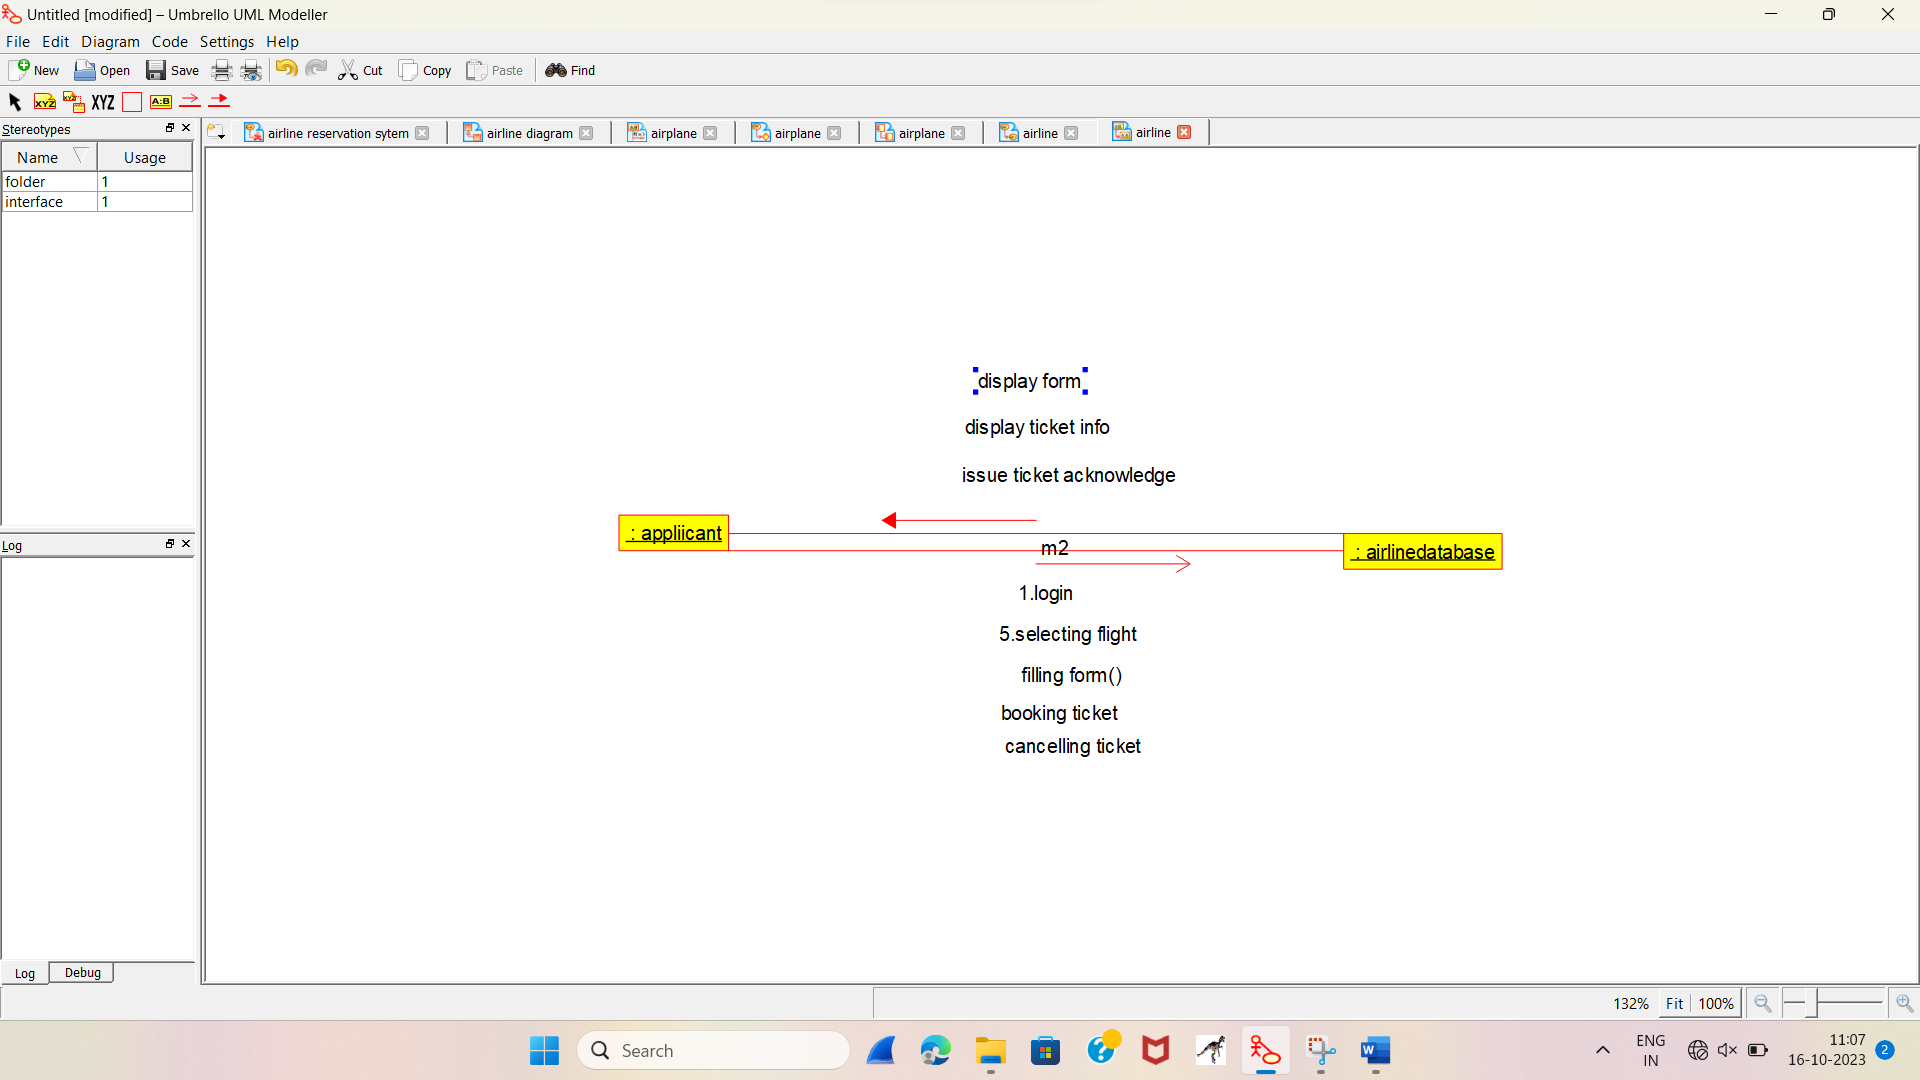 Untitled [modified] – Umbrello UML Modeller
File Edit Diagram Code Settings Help
New Open Save Cut Copy Paste Find
XYZ XYZ XYZ A:B
Stereotypes
airline reservation sytem airline diagram airplane airplane airplane airline airline
Name Usage
folder 1
interface 1
display form
display ticket info
issue ticket acknowledge
: appliicant
m2
: airlinedatabase
1.login
5.selecting flight
filling form()
booking ticket
cancelling ticket
Log
Log Debug
132% Fit 100%
Search
ENG
IN
11:07
16-10-2023
2